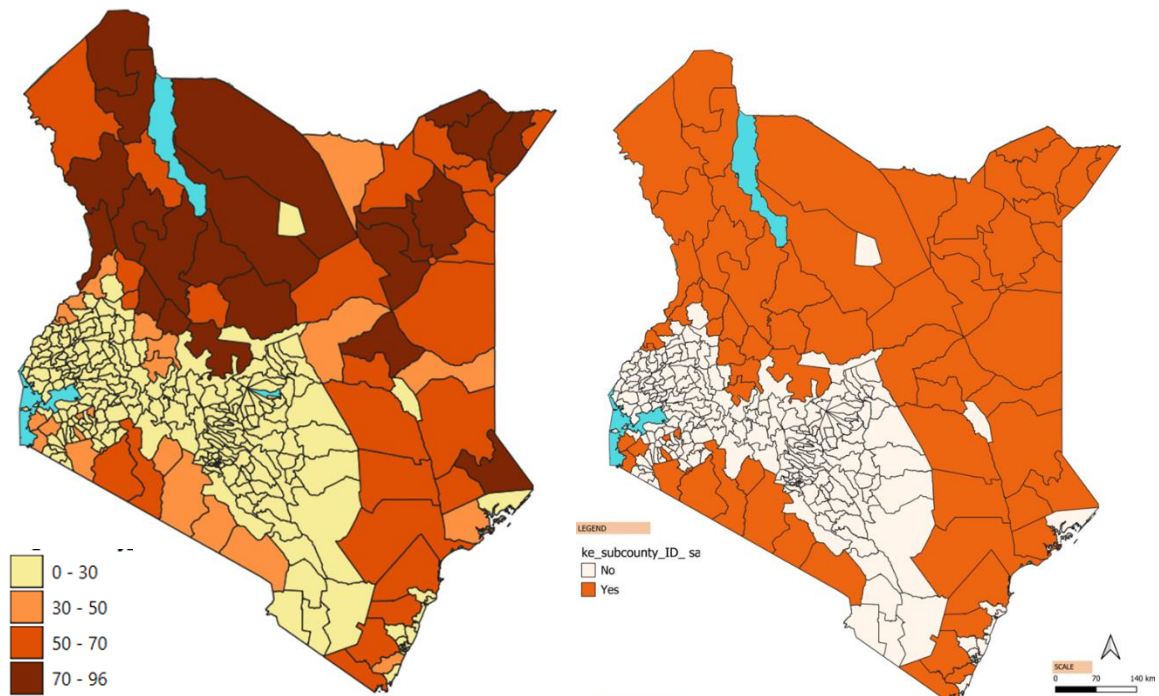 0 - 30
30 - 50
50 - 70
70 - 96
LEGEND
ke_subcounty_ID_ sa
No
Yes
SCALE
0 70 140 km